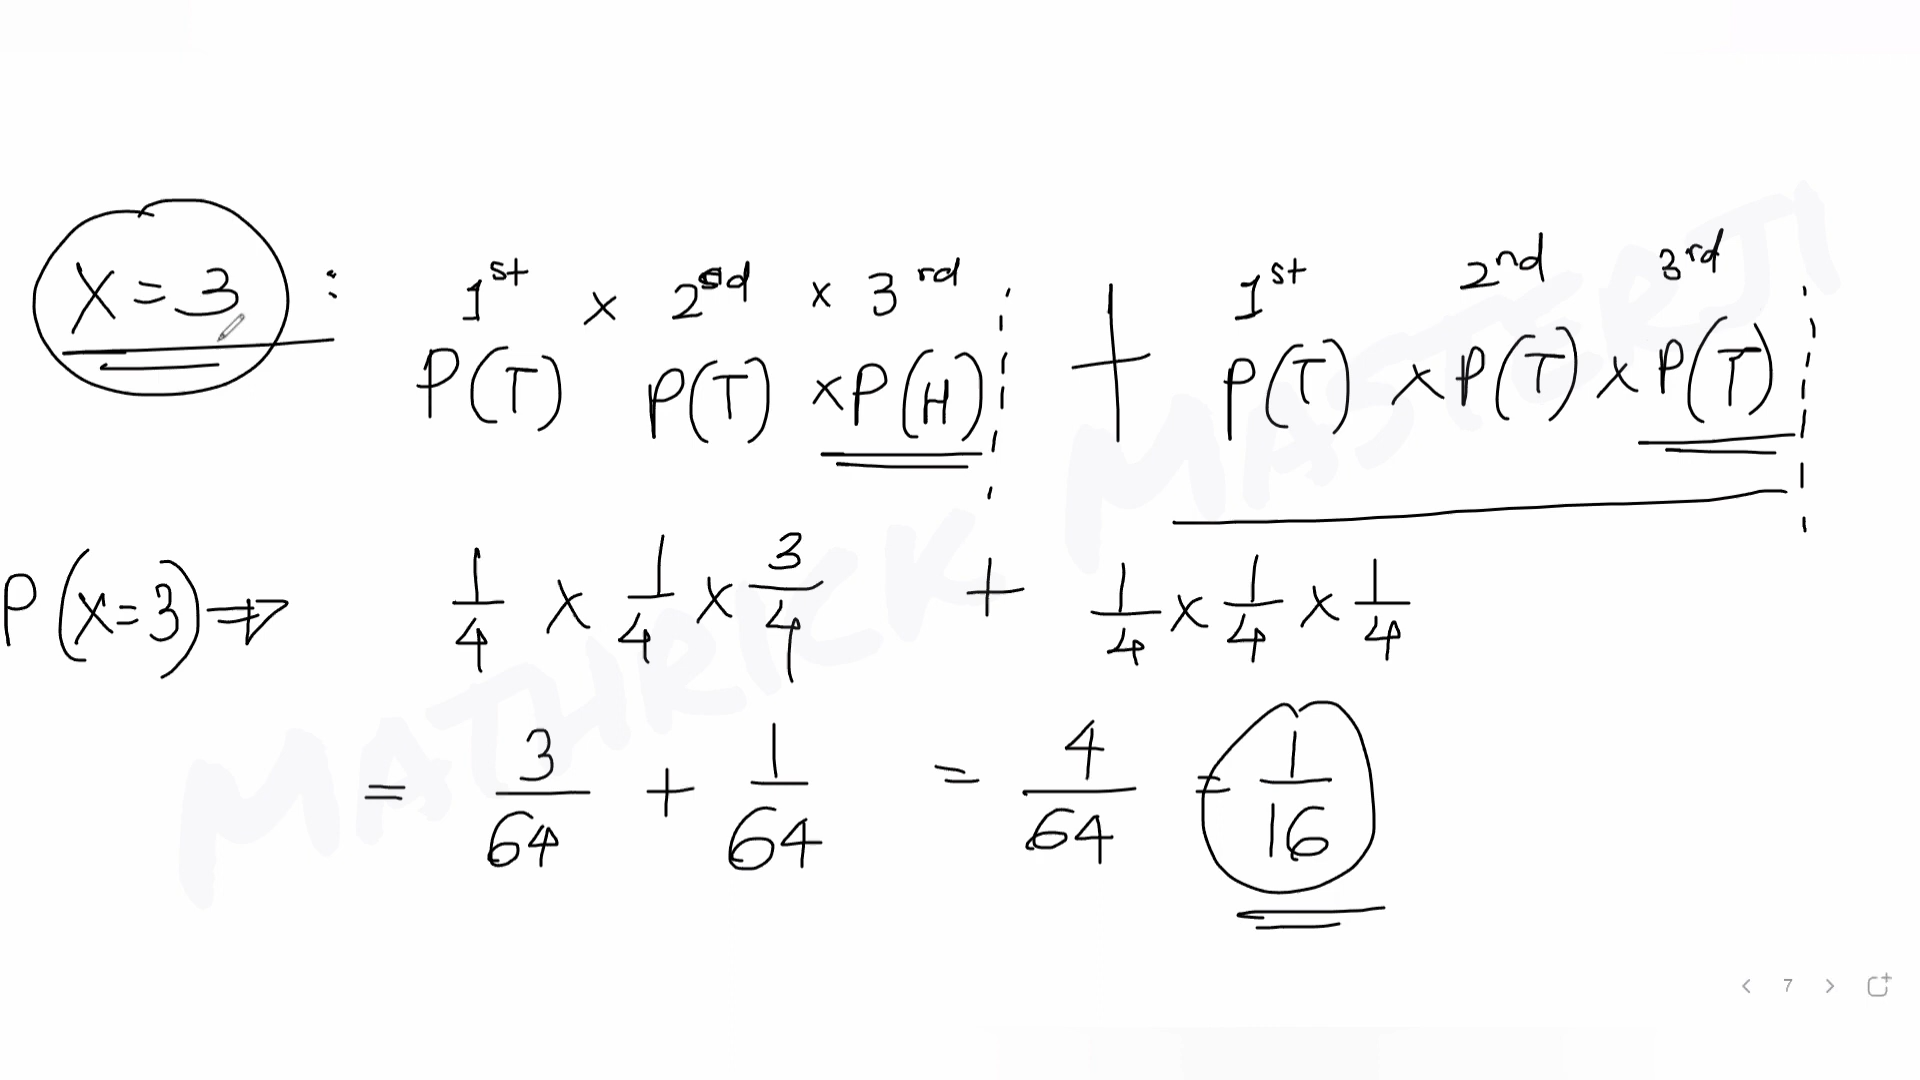 X = 3 : 1st × 2nd × 3rd + 1st 2nd 3rd
P(T) P(T) × P(H) P(T) × P(T) × P(T)
P(X=3) ⇒ 1/4 × 1/4 × 3/4 + 1/4 × 1/4 × 1/4
= 3/64 + 1/64 = 4/64 = 1/16
MATHRICK MASTERJI
< 7 >